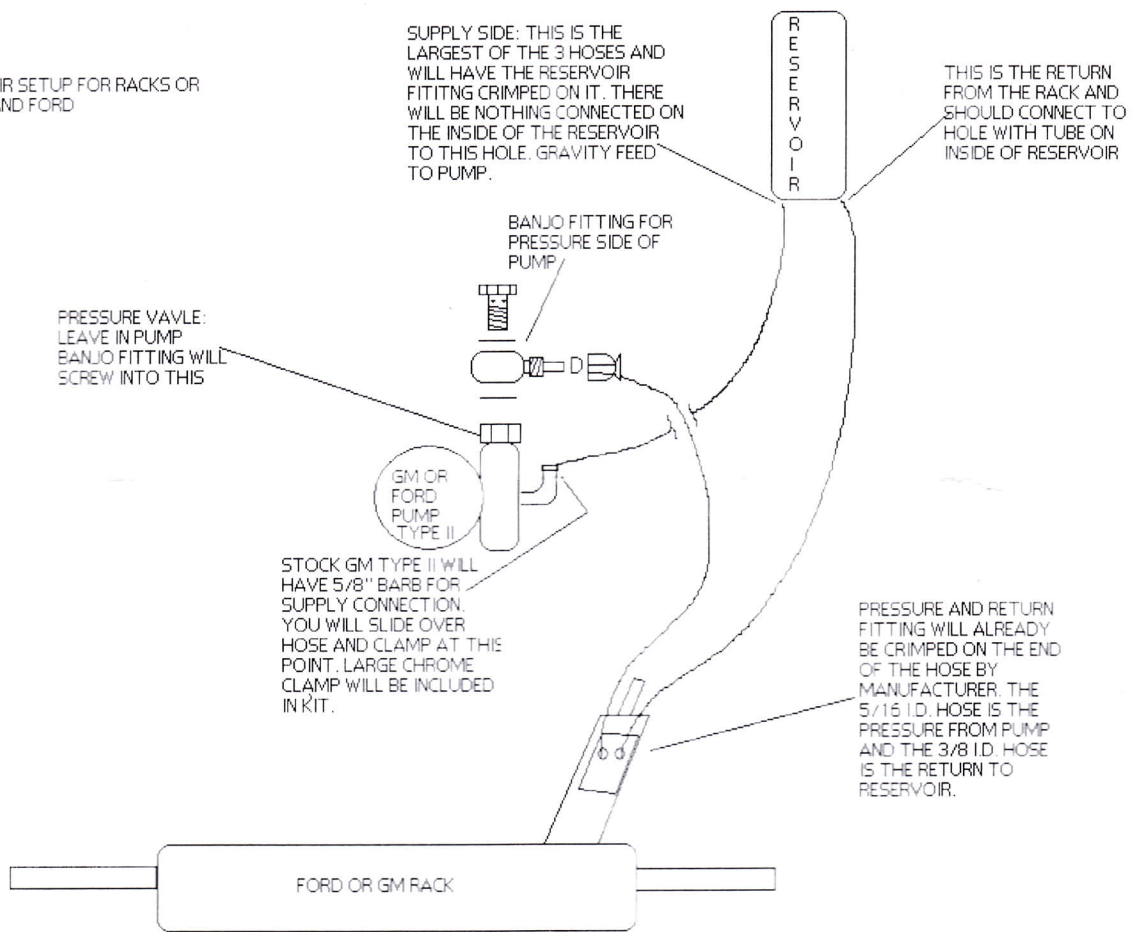 IR SETUP FOR RACKS OR
AND FORD
SUPPLY SIDE: THIS IS THE
LARGEST OF THE 3 HOSES AND
WILL HAVE THE RESERVOIR
FITITNG CRIMPED ON IT. THERE
WILL BE NOTHING CONNECTED ON
THE INSIDE OF THE RESERVOIR
TO THIS HOLE. GRAVITY FEED
TO PUMP.
RESERVOIR
THIS IS THE RETURN
FROM THE RACK AND
SHOULD CONNECT TO
HOLE WITH TUBE ON
INSIDE OF RESERVOIR
BANJO FITTING FOR
PRESSURE SIDE OF
PUMP
PRESSURE VAVLE:
LEAVE IN PUMP
BANJO FITTING WILL
SCREW INTO THIS
GM OR
FORD
PUMP
TYPE II
STOCK GM TYPE II WILL
HAVE 5/8" BARB FOR
SUPPLY CONNECTION.
YOU WILL SLIDE OVER
HOSE AND CLAMP AT THIS
POINT. LARGE CHROME
CLAMP WILL BE INCLUDED
IN KIT.
PRESSURE AND RETURN
FITTING WILL ALREADY
BE CRIMPED ON THE END
OF THE HOSE BY
MANUFACTURER. THE
5/16 I.D. HOSE IS THE
PRESSURE FROM PUMP
AND THE 3/8 I.D. HOSE
IS THE RETURN TO
RESERVOIR.
FORD OR GM RACK